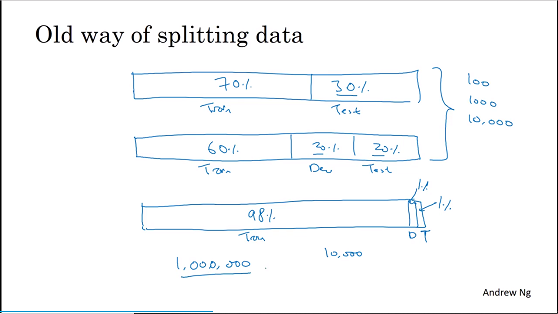 Old way of splitting data
70% 30% 100
Train Test 1000
10,000
60% 20% 20%
Train Dev Test
1% 1%
98%
Train D T
1,000,000 10,000
Andrew Ng